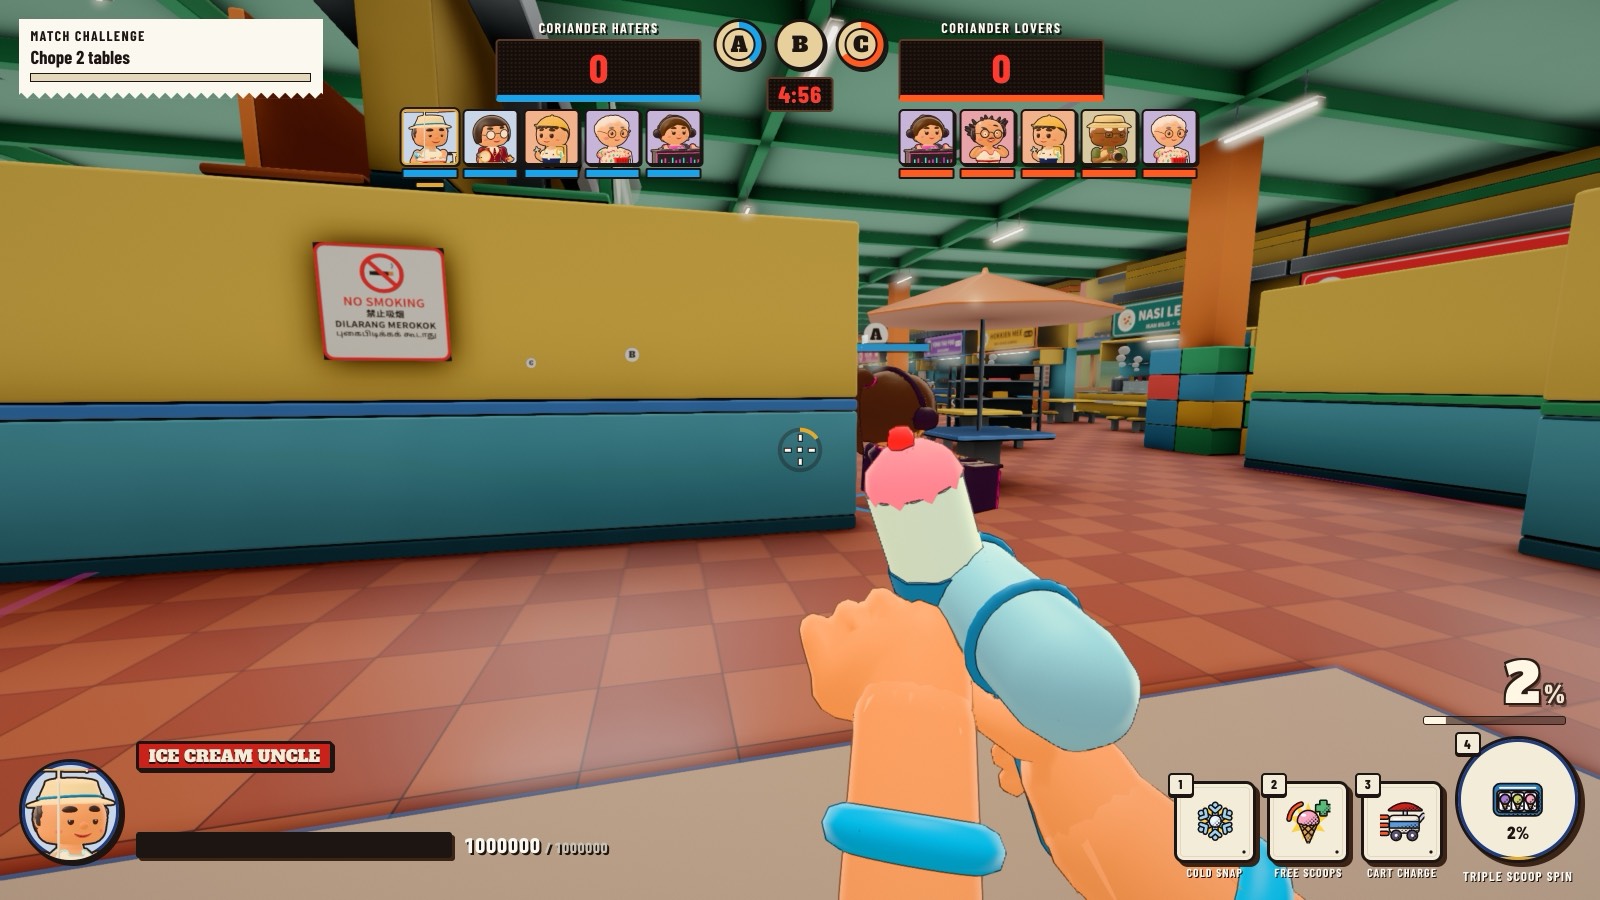 MATCH CHALLENGE
Chope 2 tables
CORIANDER HATERS
0
A
B
C
4:56
CORIANDER LOVERS
0
NO SMOKING
禁止吸烟
DILARANG MEROKOK
புகைபிடிக்கக் கூடாது
C
B
A
NASI LE
ICE CREAM UNCLE
1000000 / 1000000
2%
1
2
3
4
2%
COLD SNAP
FREE SCOOPS
CART CHARGE
TRIPLE SCOOP SPIN